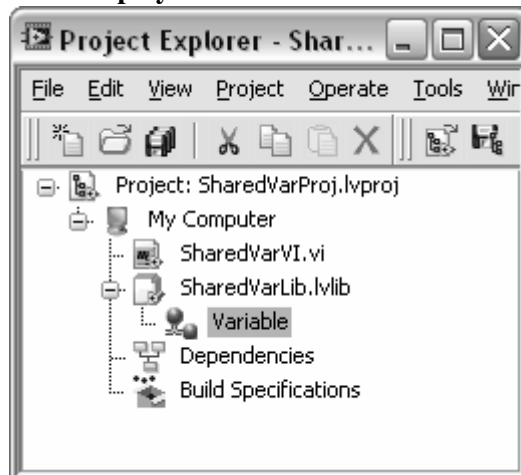 Project Explorer - Shar...
File Edit View Project Operate Tools Wir
Project: SharedVarProj.lvproj
My Computer
SharedVarVI.vi
SharedVarLib.lvlib
Variable
Dependencies
Build Specifications